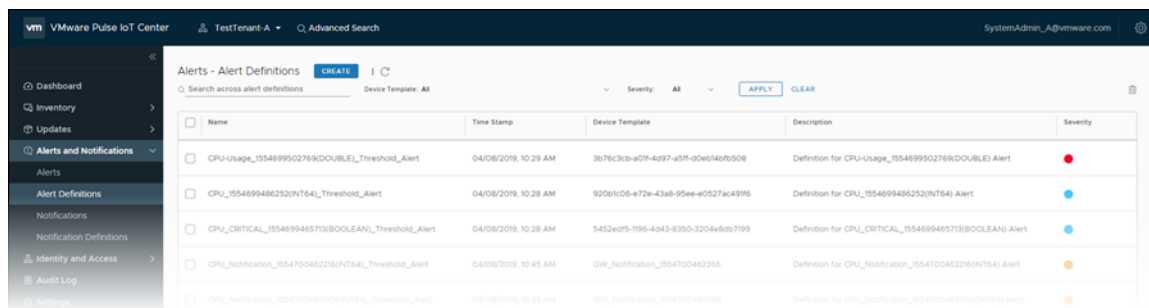 vm VMware Pulse IoT Center TestTenant-A Advanced Search SystemAdmin_A@vmware.com
Dashboard
Inventory
Updates
Alerts and Notifications
Alerts
Alert Definitions
Notifications
Notification Definitions
Identity and Access
Audit Log
Settings
Alerts - Alert Definitions CREATE
Search across alert definitions Device Template: All Severity: All APPLY CLEAR
Name Time Stamp Device Template Description Severity
CPU-Usage_1554699502769(DOUBLE)_Threshold_Alert 04/08/2019, 10:29 AM 3b76c3cb-a01f-4d97-a5ff-d0eb14bfb508 Definition for CPU-Usage_1554699502769(DOUBLE) Alert
CPU_1554699486252(INT64)_Threshold_Alert 04/08/2019, 10:28 AM 920b1c06-e72e-43a8-95ee-e0527ac491f6 Definition for CPU_1554699486252(INT64) Alert
CPU_CRITICAL_1554699465713(BOOLEAN)_Threshold_Alert 04/08/2019, 10:28 AM 5452edf5-1196-4d43-8350-3204e8db7199 Definition for CPU_CRITICAL_1554699465713(BOOLEAN) Alert
CPU_Notification_1554700462216(INT64)_Threshold_Alert 04/08/2019, 10:45 AM GW_Notification_1554700462266 Definition for CPU_Notification_1554700462216(INT64) Alert